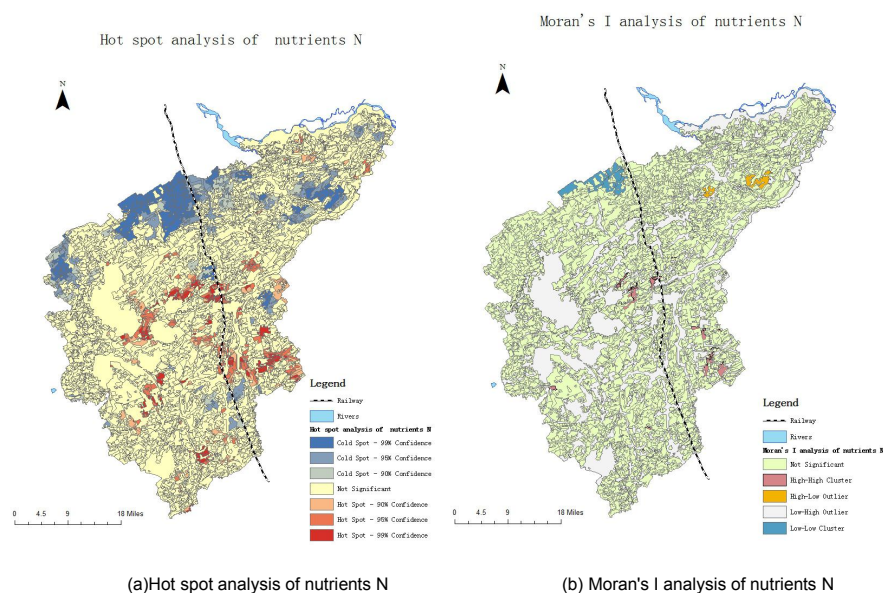 Hot spot analysis of nutrients N
N
Legend
Railway
Rivers
Hot spot analysis of nutrients N
Cold Spot - 99% Confidence
Cold Spot - 95% Confidence
Cold Spot - 90% Confidence
Not Significant
Hot Spot - 90% Confidence
Hot Spot - 95% Confidence
Hot Spot - 99% Confidence
0 4.5 9 18 Miles
(a)Hot spot analysis of nutrients N
Moran's I analysis of nutrients N
N
Legend
Railway
Rivers
Moran's I analysis of nutrients N
Not Significant
High-High Cluster
High-Low Outlier
Low-High Outlier
Low-Low Cluster
0 4.5 9 18 Miles
(b) Moran's I analysis of nutrients N